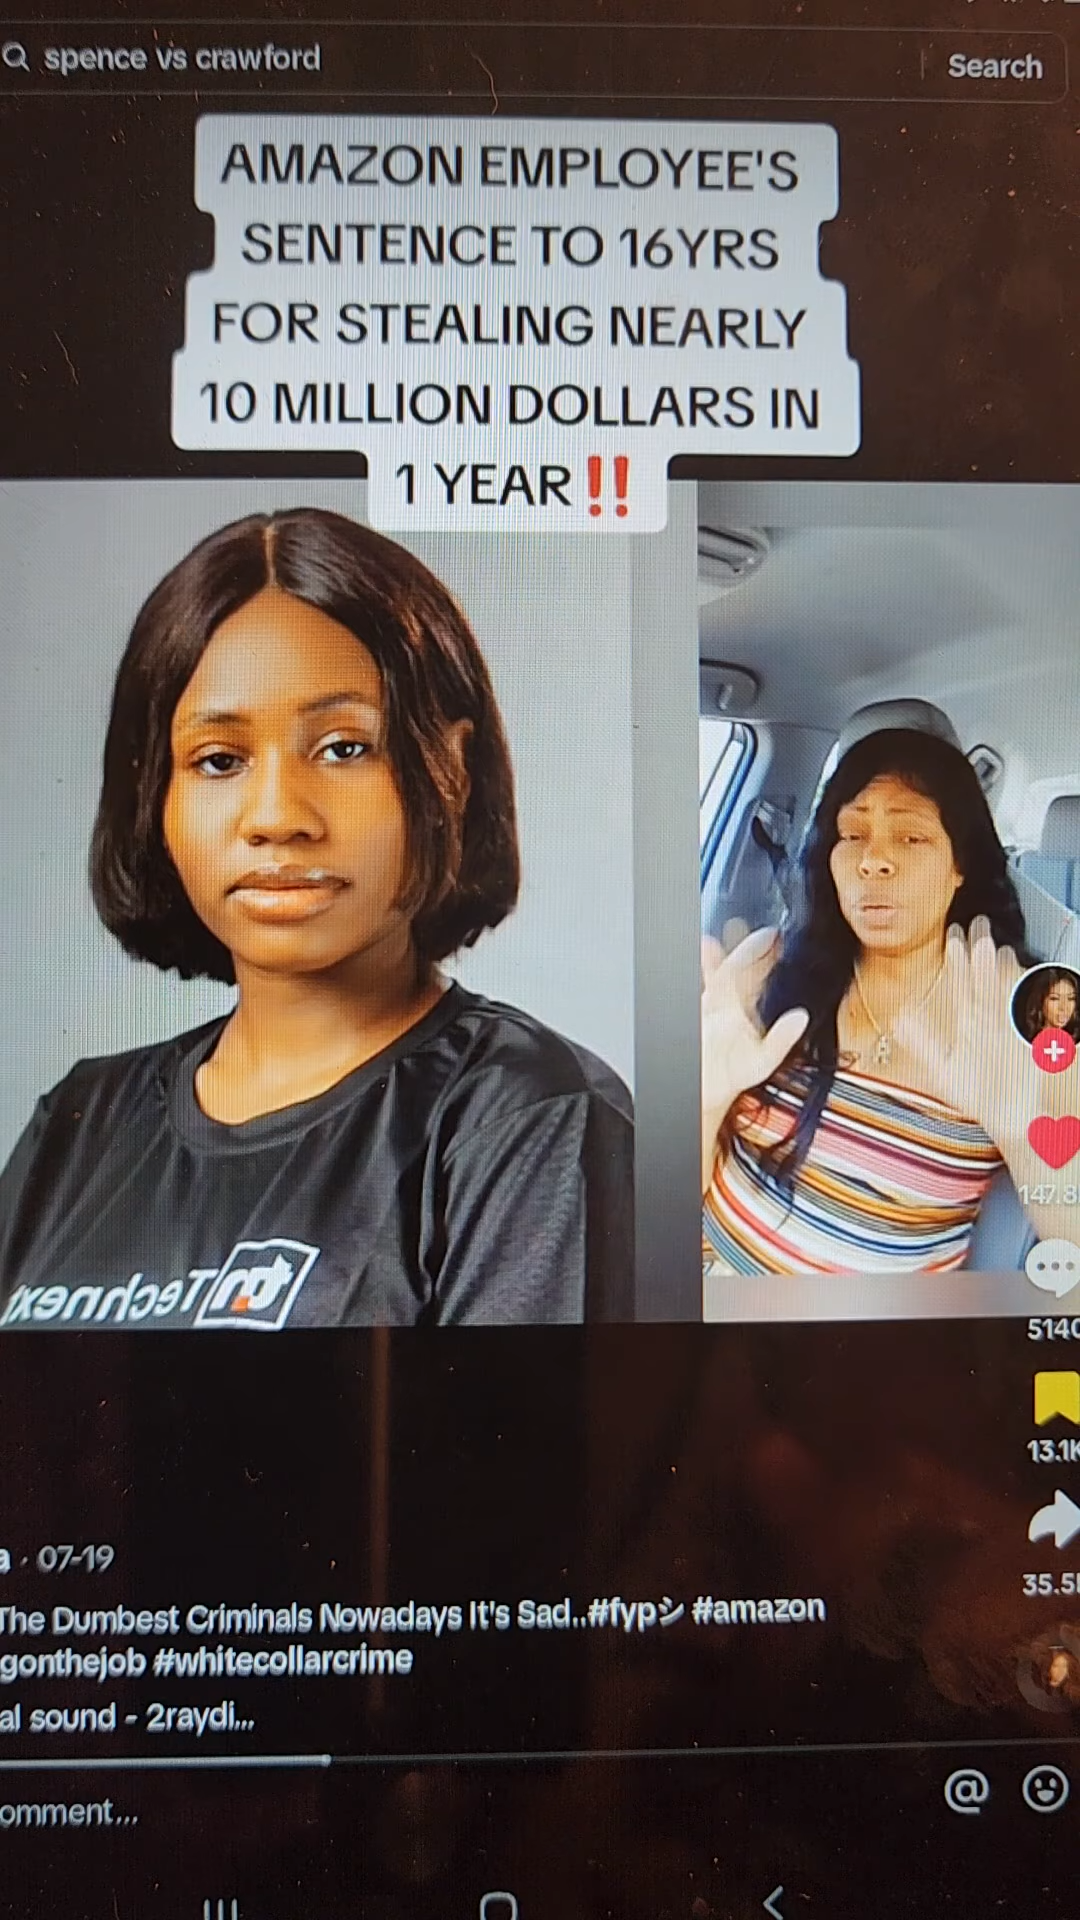 spence vs crawford
Search
AMAZON EMPLOYEE'S
SENTENCE TO 16YRS
FOR STEALING NEARLY
10 MILLION DOLLARS IN
1 YEAR‼️
Technext
147.8
5140
13.1K
35.5
a · 07-19
The Dumbest Criminals Nowadays It's Sad..#fypシ #amazon
gonthejob #whitecollarcrime
al sound - 2raydi...
omment...